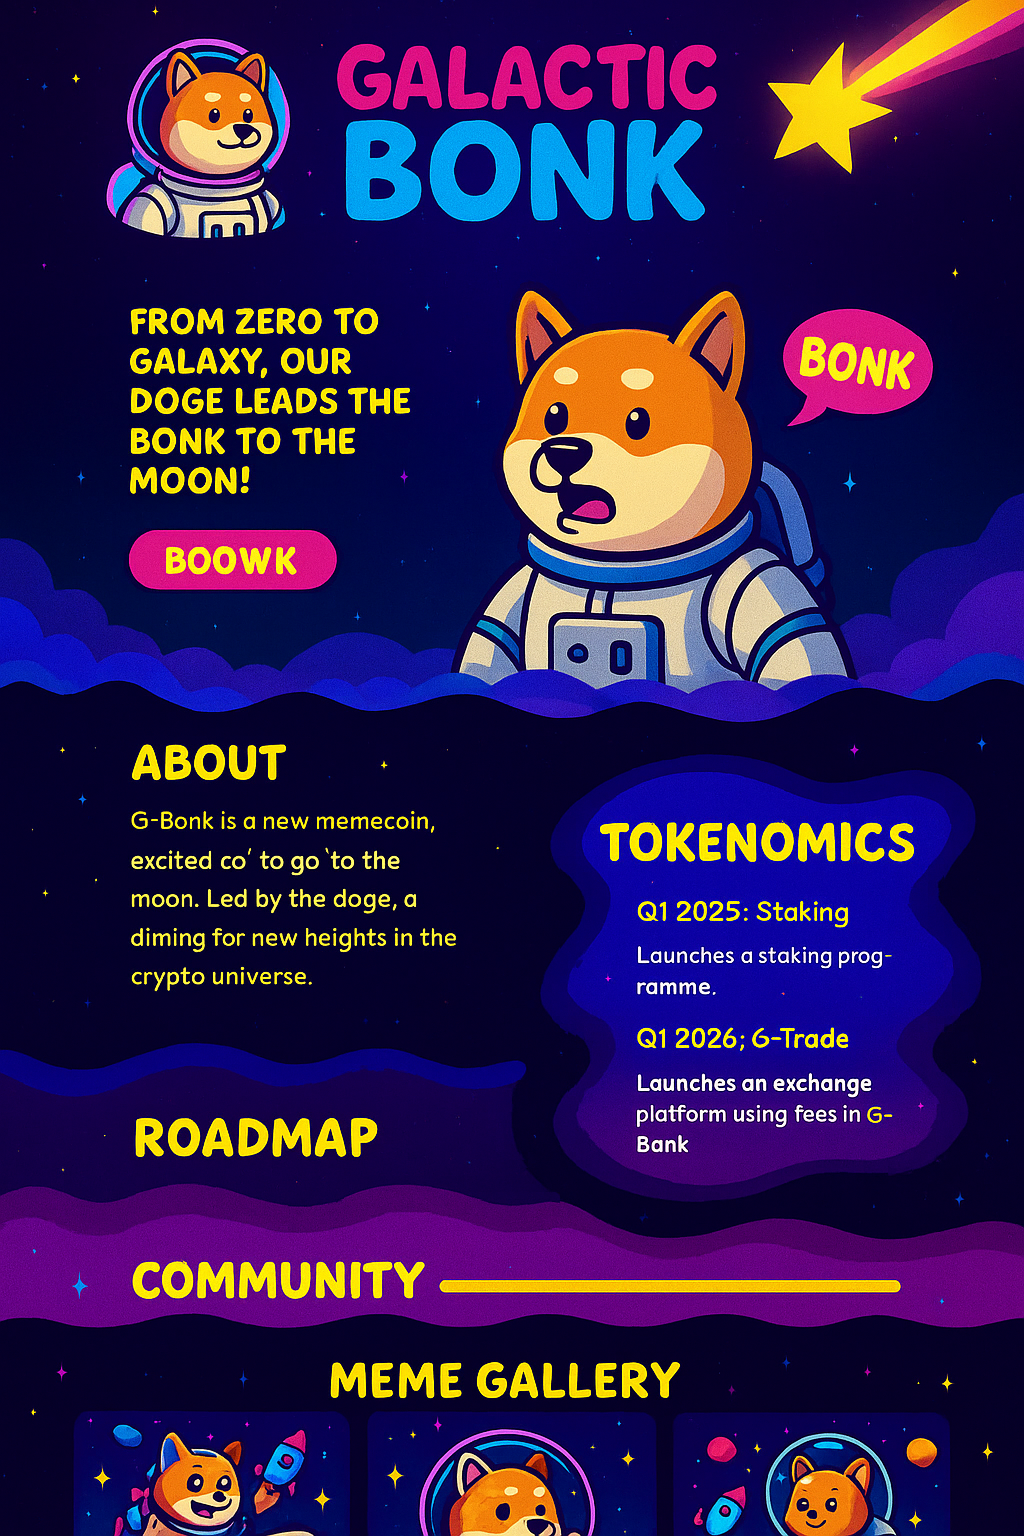 GALACTIC
BONK
FROM ZERO TO
GALAXY, OUR
DOGE LEADS THE
BONK TO THE
MOON!
BONK
BOOWK
ABOUT
G-Bonk is a new memecoin,
excited co' to go ‵to the
moon. Led by the doge, a
diming for new heights in the
crypto universe.
TOKENOMICS
Q1 2025: Staking
Launches a staking prog-
ramme.
Q1 2026; G-Trade
Launches an exchange
platform using fees in G-
Bank
ROADMAP
COMMUNITY
MEME GALLERY